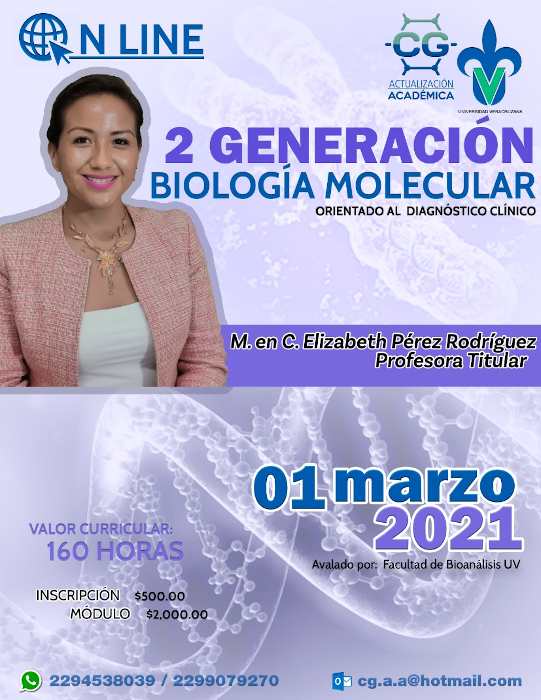 N LINE
CG
ACTUALIZACIÓN
ACADÉMICA
UNIVERSIDAD VERACRUZANA
2 GENERACIÓN
BIOLOGÍA MOLECULAR
ORIENTADO AL DIAGNÓSTICO CLÍNICO
M. en C. Elizabeth Pérez Rodríguez
Profesora Titular
01 marzo
2021
Avalado por: Facultad de Bioanálisis UV
VALOR CURRICULAR:
160 HORAS
INSCRIPCIÓN $500.00
MÓDULO $2,000.00
2294538039 / 2299079270
cg.a.a@hotmail.com